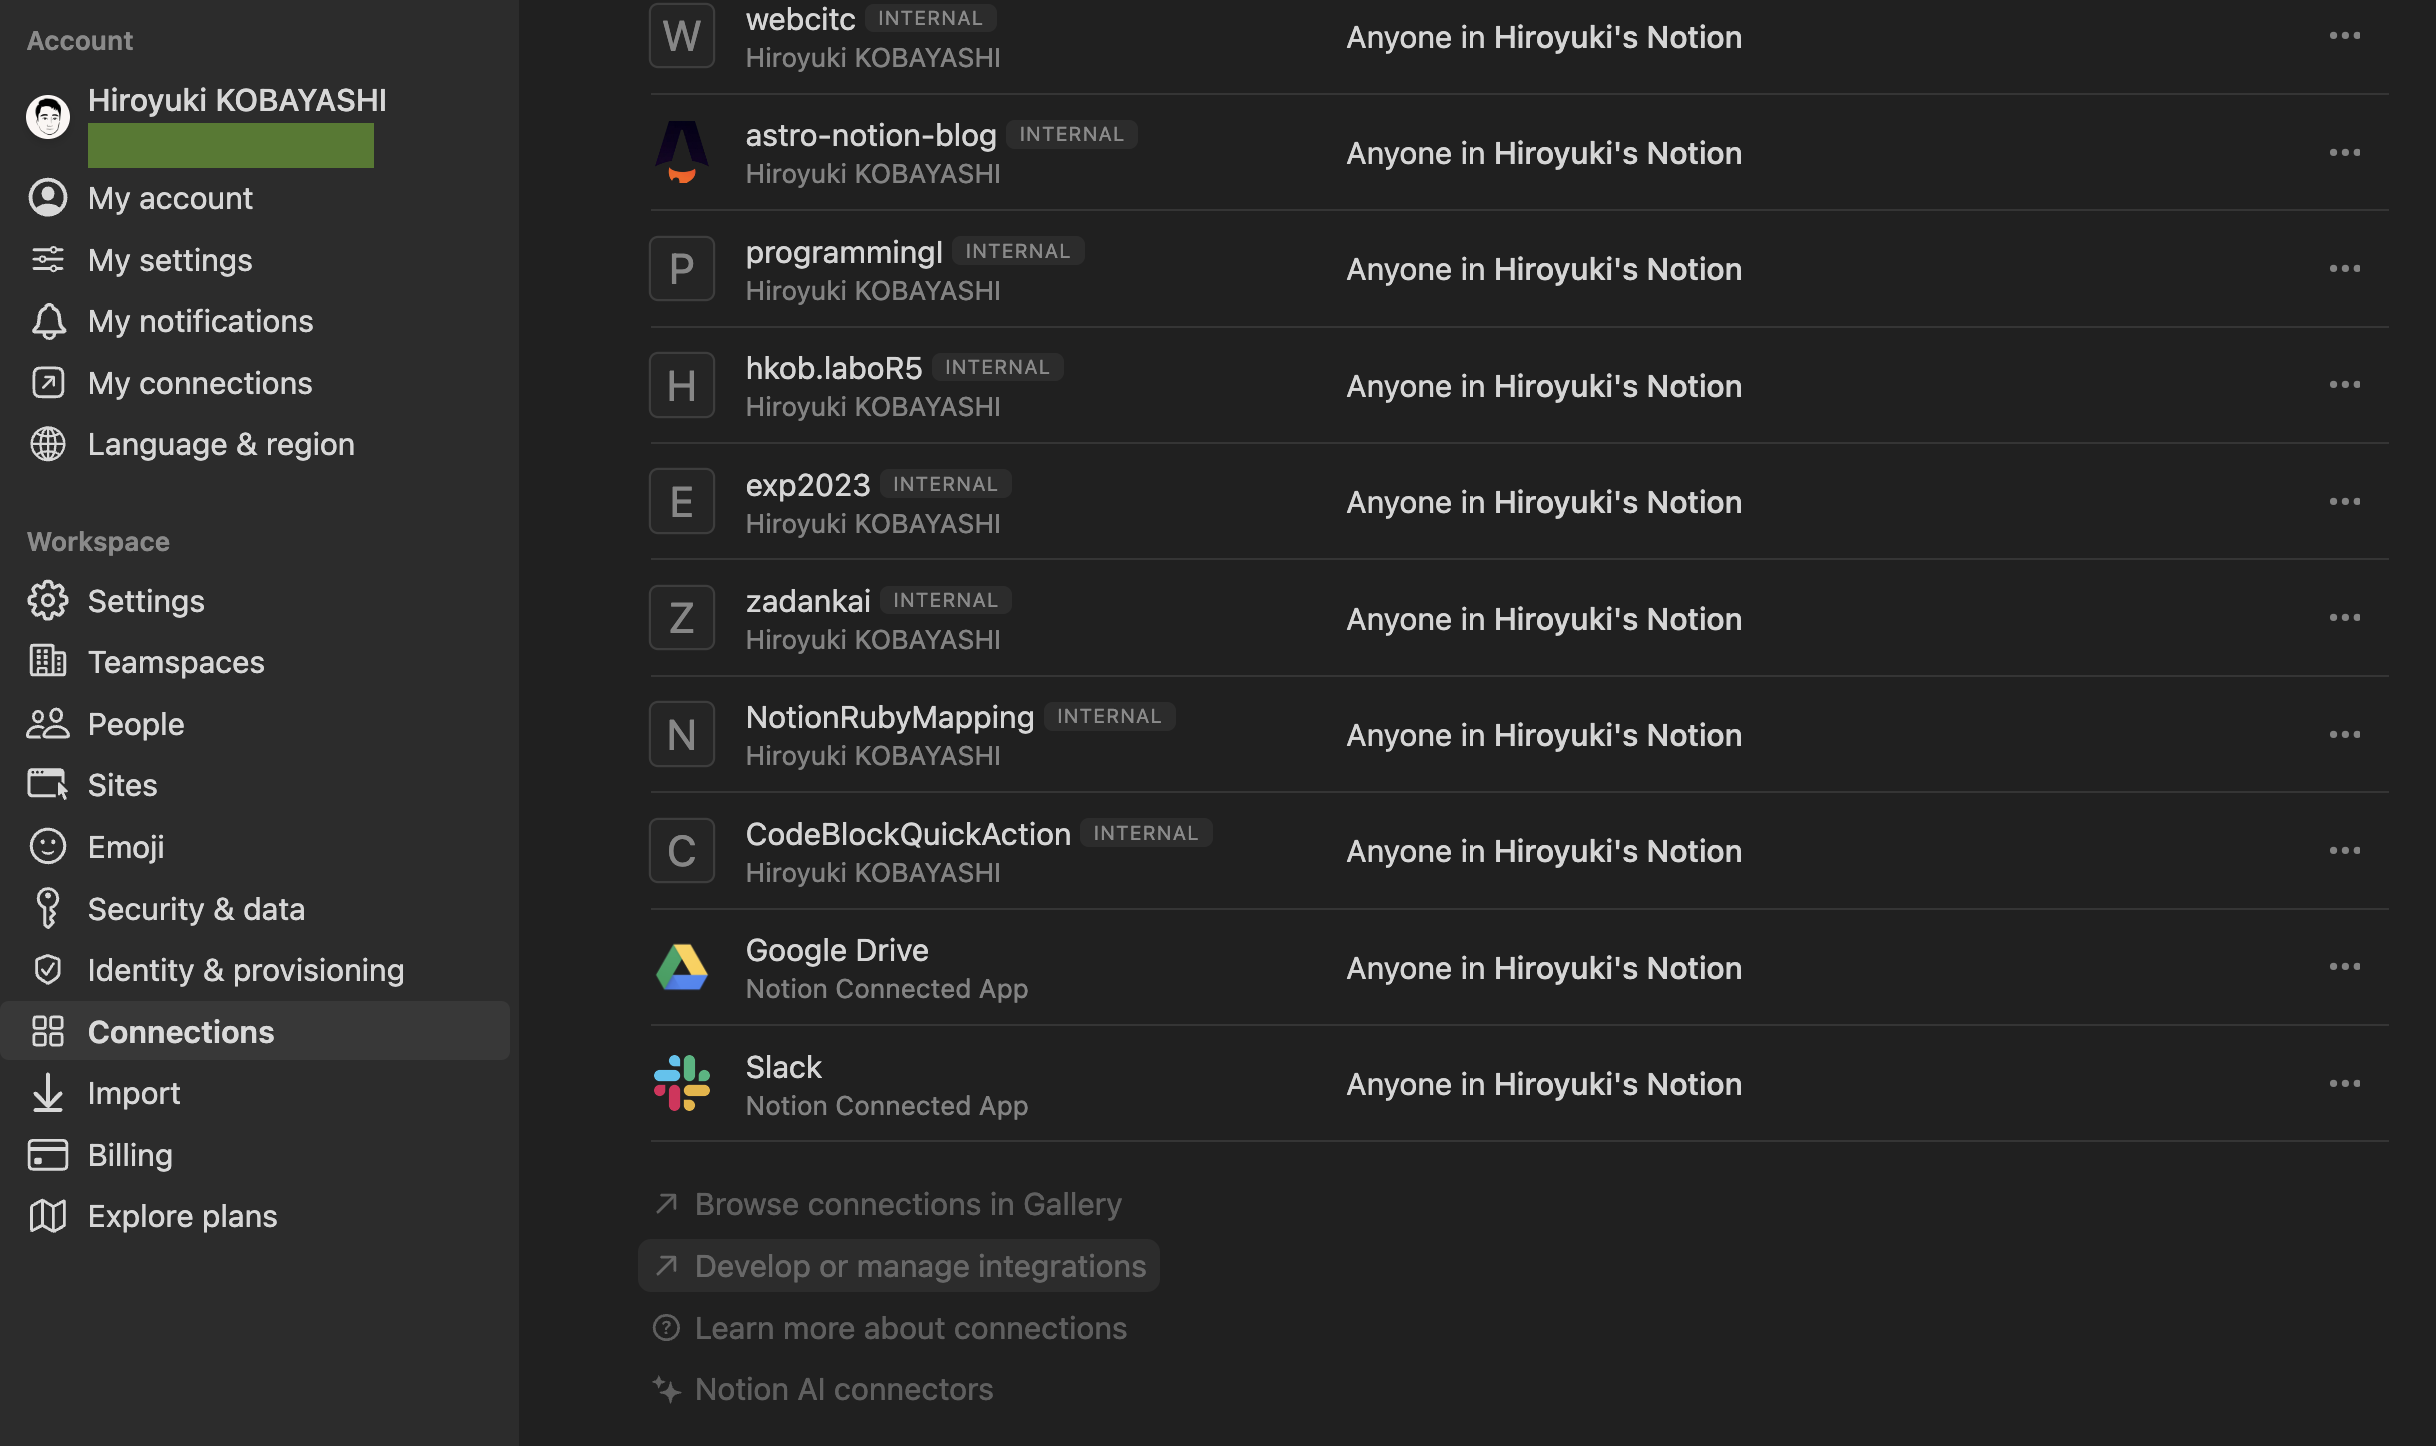 Account
Hiroyuki KOBAYASHI
My account
My settings
My notifications
My connections
Language & region
Workspace
Settings
Teamspaces
People
Sites
Emoji
Security & data
Identity & provisioning
Connections
Import
Billing
Explore plans
W webcitc INTERNAL
Hiroyuki KOBAYASHI
Anyone in Hiroyuki's Notion
astro-notion-blog INTERNAL
Hiroyuki KOBAYASHI
Anyone in Hiroyuki's Notion
P programmingI INTERNAL
Hiroyuki KOBAYASHI
Anyone in Hiroyuki's Notion
H hkob.laboR5 INTERNAL
Hiroyuki KOBAYASHI
Anyone in Hiroyuki's Notion
E exp2023 INTERNAL
Hiroyuki KOBAYASHI
Anyone in Hiroyuki's Notion
Z zadankai INTERNAL
Hiroyuki KOBAYASHI
Anyone in Hiroyuki's Notion
N NotionRubyMapping INTERNAL
Hiroyuki KOBAYASHI
Anyone in Hiroyuki's Notion
C CodeBlockQuickAction INTERNAL
Hiroyuki KOBAYASHI
Anyone in Hiroyuki's Notion
Google Drive
Notion Connected App
Anyone in Hiroyuki's Notion
Slack
Notion Connected App
Anyone in Hiroyuki's Notion
Browse connections in Gallery
Develop or manage integrations
Learn more about connections
Notion AI connectors